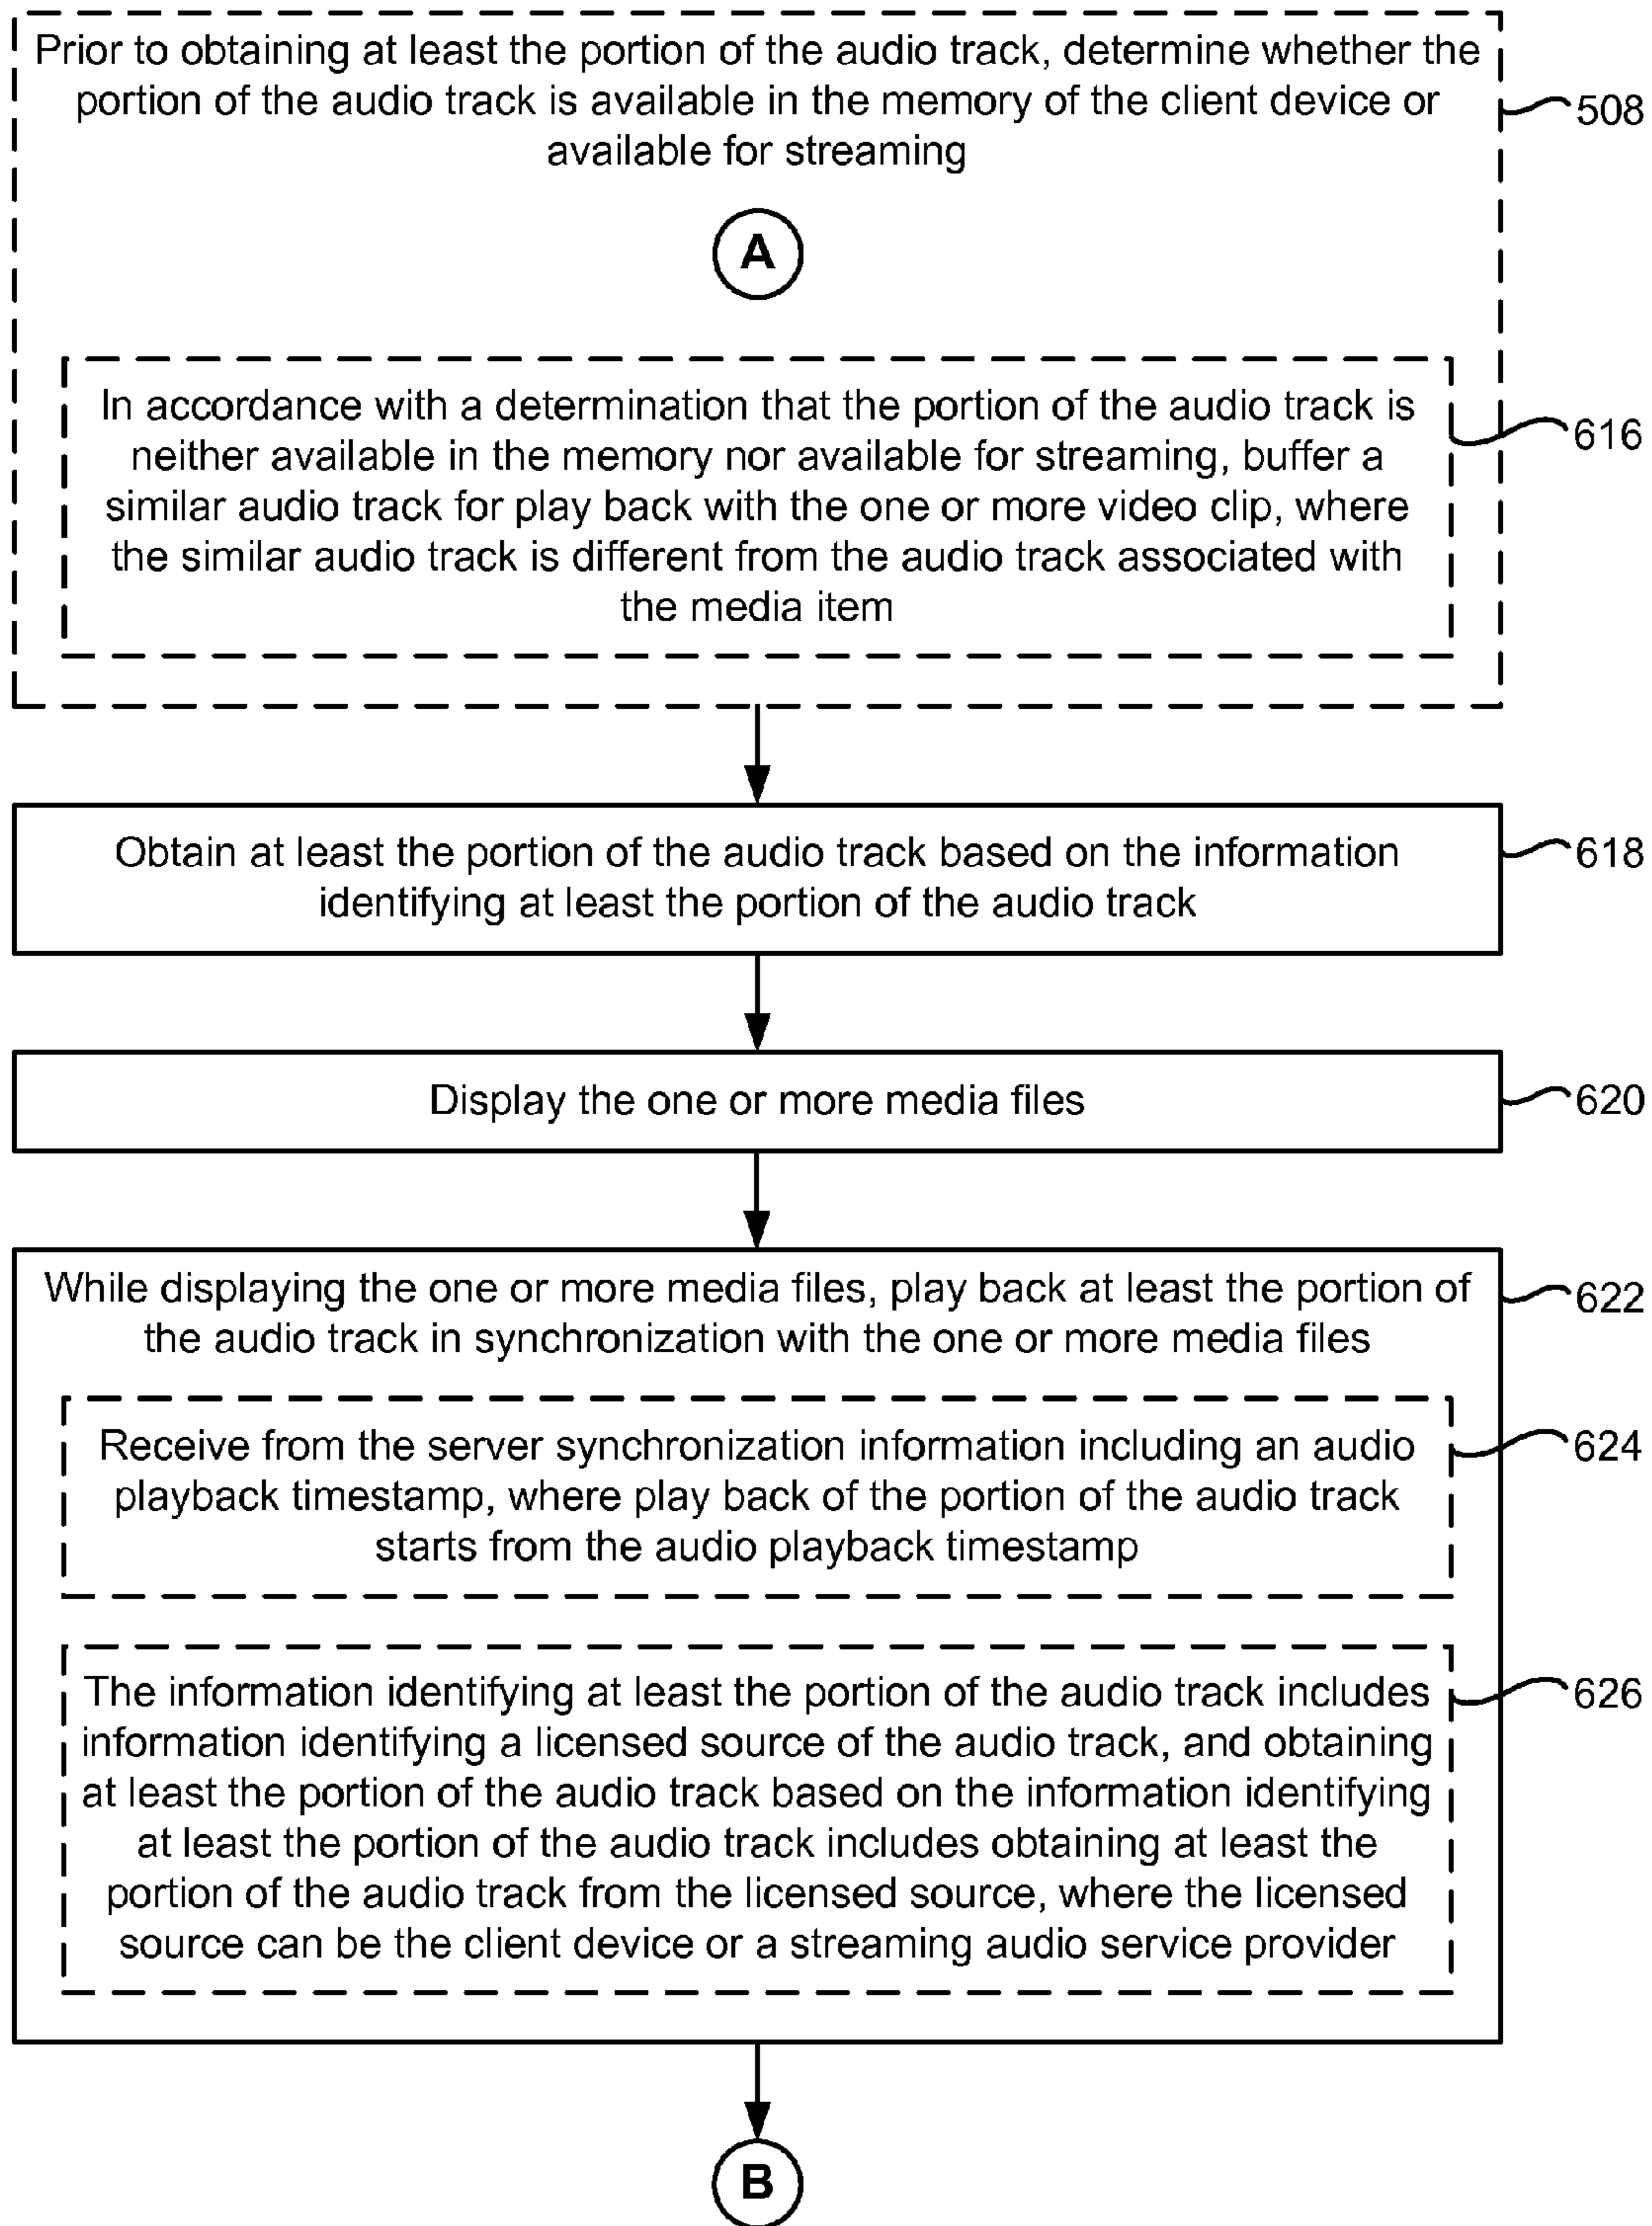 Prior to obtaining at least the portion of the audio track, determine whether the
portion of the audio track is available in the memory of the client device or
available for streaming
508
A
In accordance with a determination that the portion of the audio track is
neither available in the memory nor available for streaming, buffer a
similar audio track for play back with the one or more video clip, where
the similar audio track is different from the audio track associated with
the media item
616
Obtain at least the portion of the audio track based on the information
identifying at least the portion of the audio track
618
Display the one or more media files
620
While displaying the one or more media files, play back at least the portion of
the audio track in synchronization with the one or more media files
622
Receive from the server synchronization information including an audio
playback timestamp, where play back of the portion of the audio track
starts from the audio playback timestamp
624
The information identifying at least the portion of the audio track includes
information identifying a licensed source of the audio track, and obtaining
at least the portion of the audio track based on the information identifying
at least the portion of the audio track includes obtaining at least the
portion of the audio track from the licensed source, where the licensed
source can be the client device or a streaming audio service provider
626
B